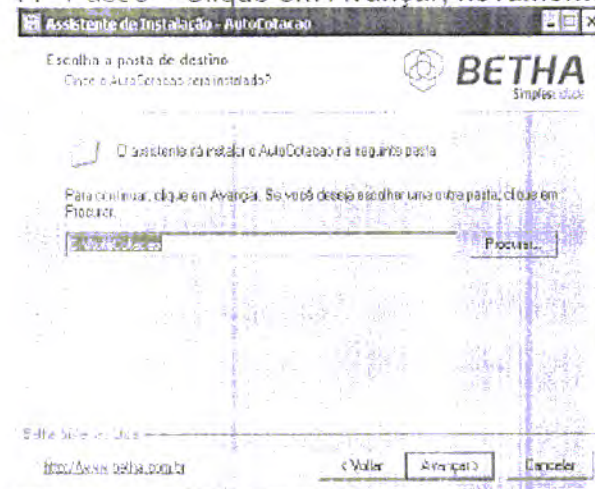 Passo - Clique em Avançar, novamente
Assistente de Instalação - AutoCotacao
Escolha a pasta de destino
Onde o AutoCotacao será instalado?
BETHA
Simples
O assistente irá instalar o AutoCotacao na seguinte pasta
Para continuar, clique em Avançar. Se você deseja escolher uma outra pasta, clique em
Procurar.
Procurar...
http://www.betha.com.br
< Voltar
Avançar >
Cancelar